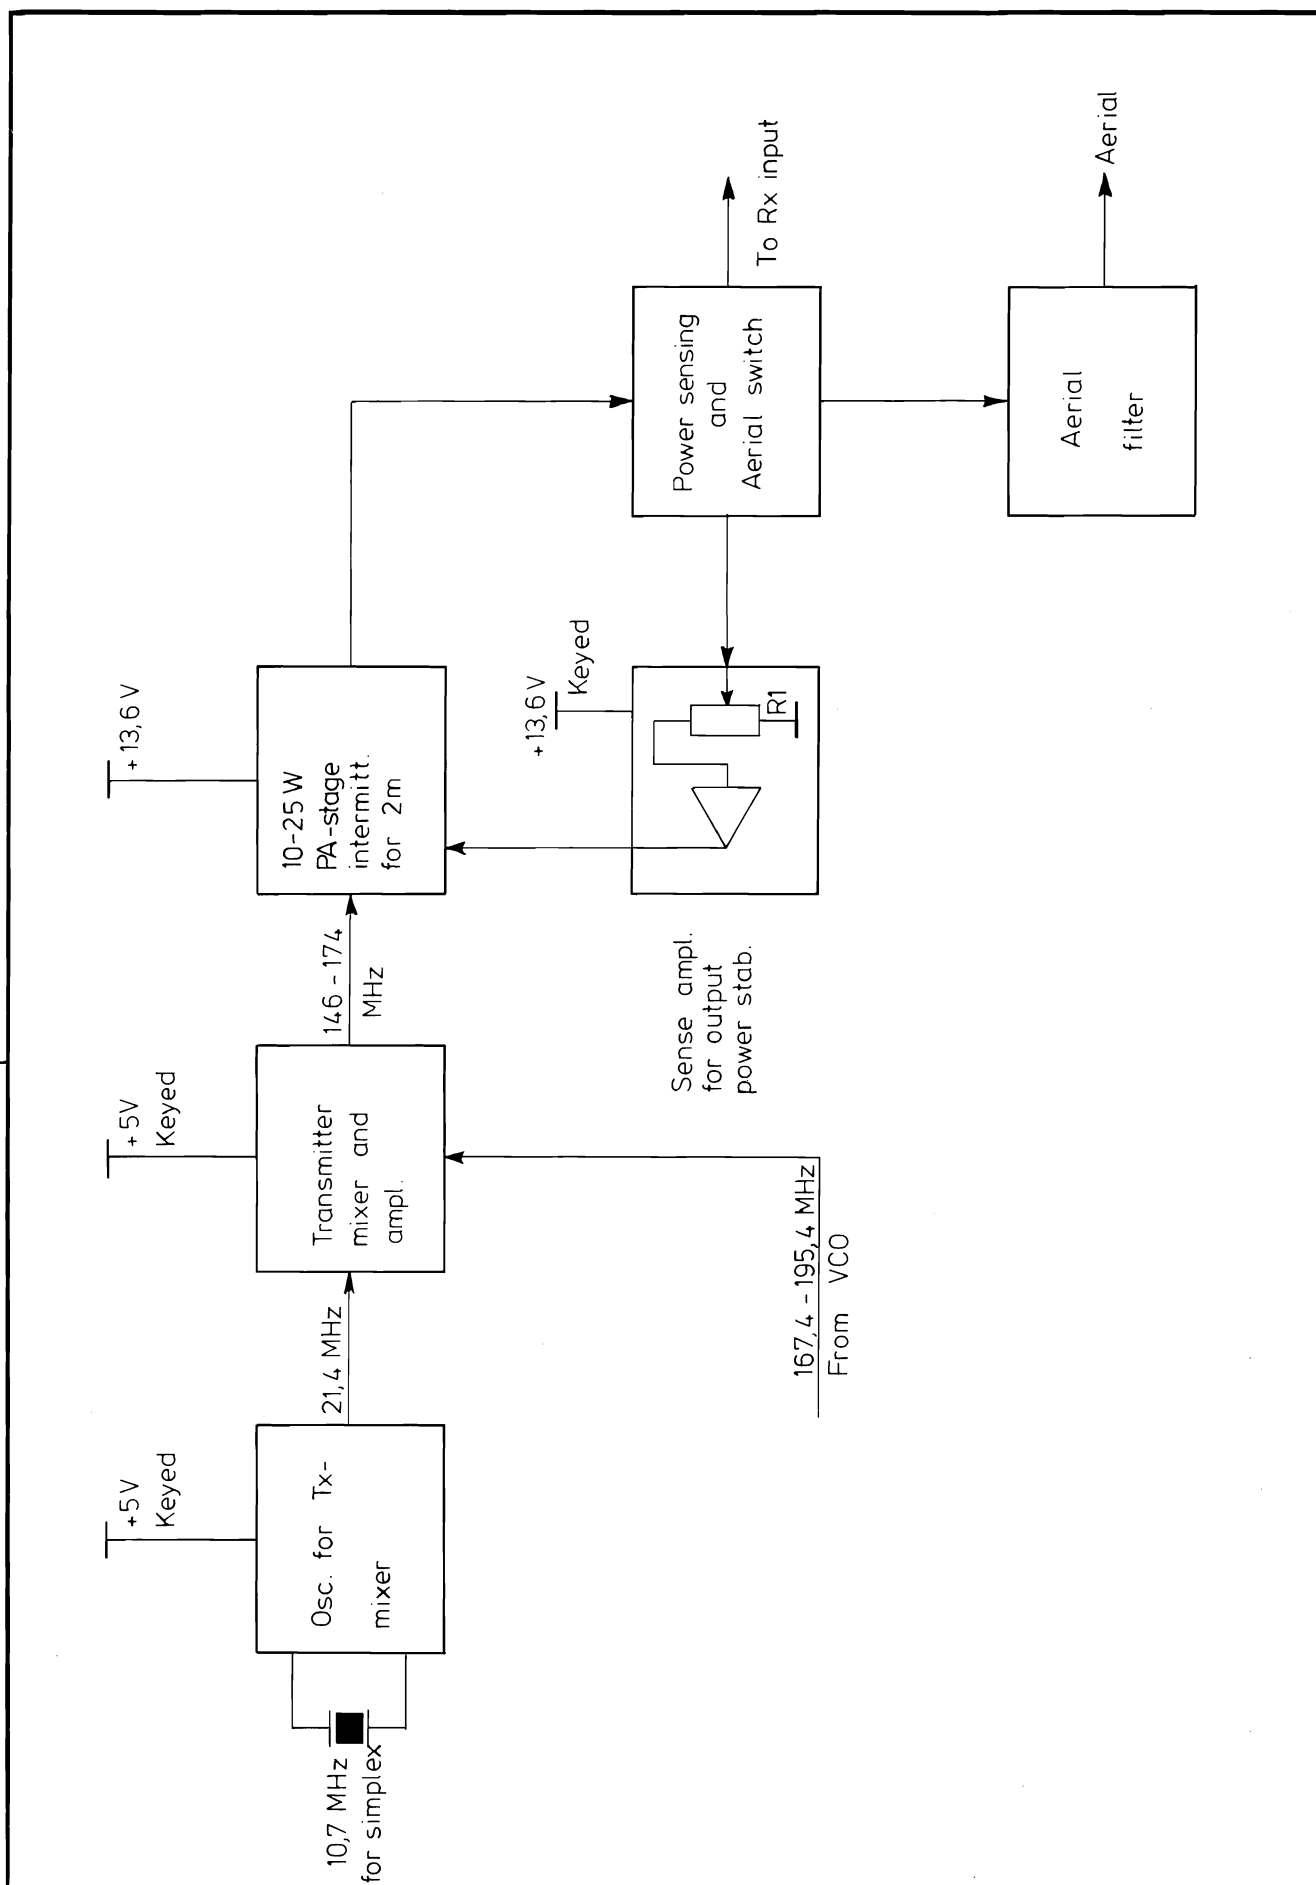 10,7 MHz
for simplex
+5V
Keyed
Osc. for Tx-
mixer
21,4 MHz
+5V
Keyed
Transmitter
mixer and
ampl.
167,4 - 195,4 MHz
From VCO
146 - 174
MHz
+13,6 V
10-25 W
PA-stage
intermitt.
for 2m
Sense ampl.
for output
power stab.
+13,6 V
Keyed
R1
Power sensing
and
Aerial switch
To Rx input
Aerial
filter
Aerial